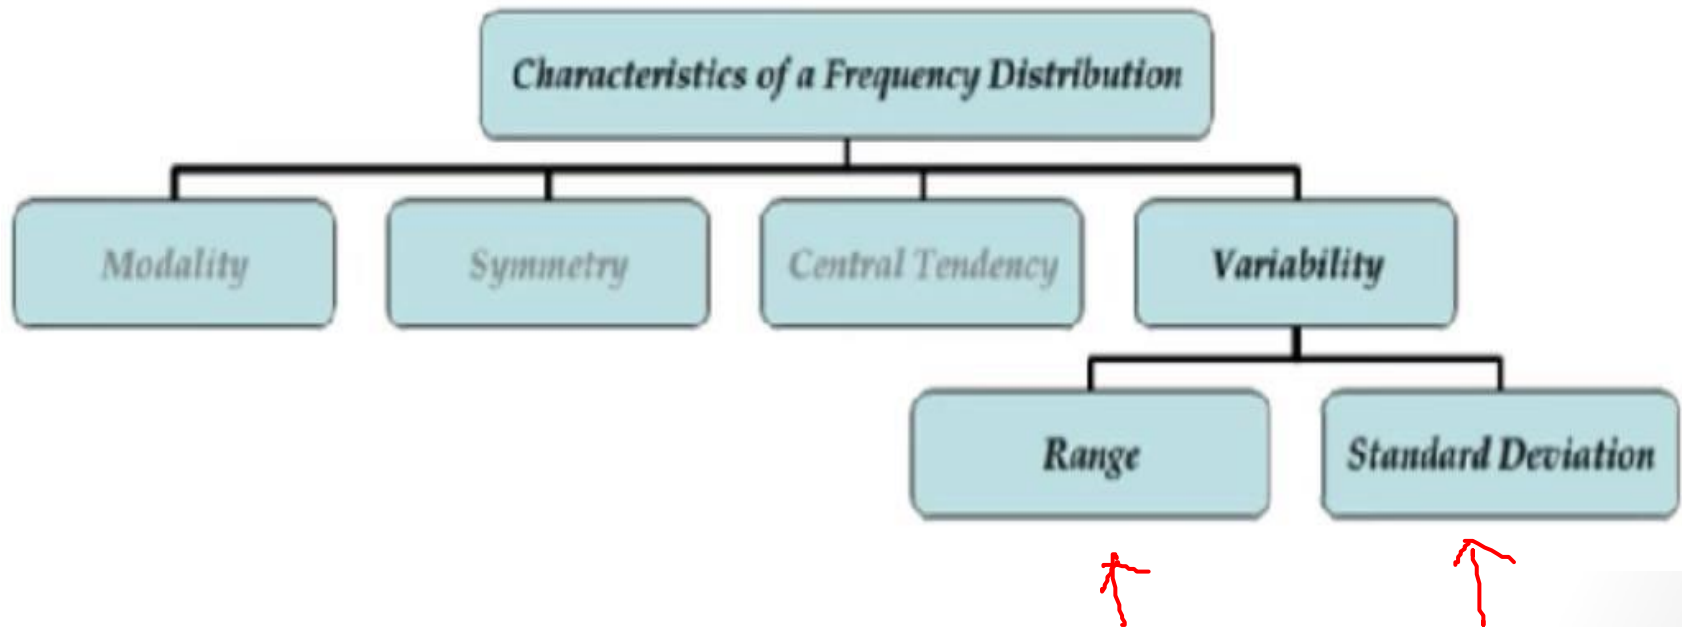 Characteristics of a Frequency Distribution
Modality
Symmetry
Central Tendency
Variability
Range
Standard Deviation